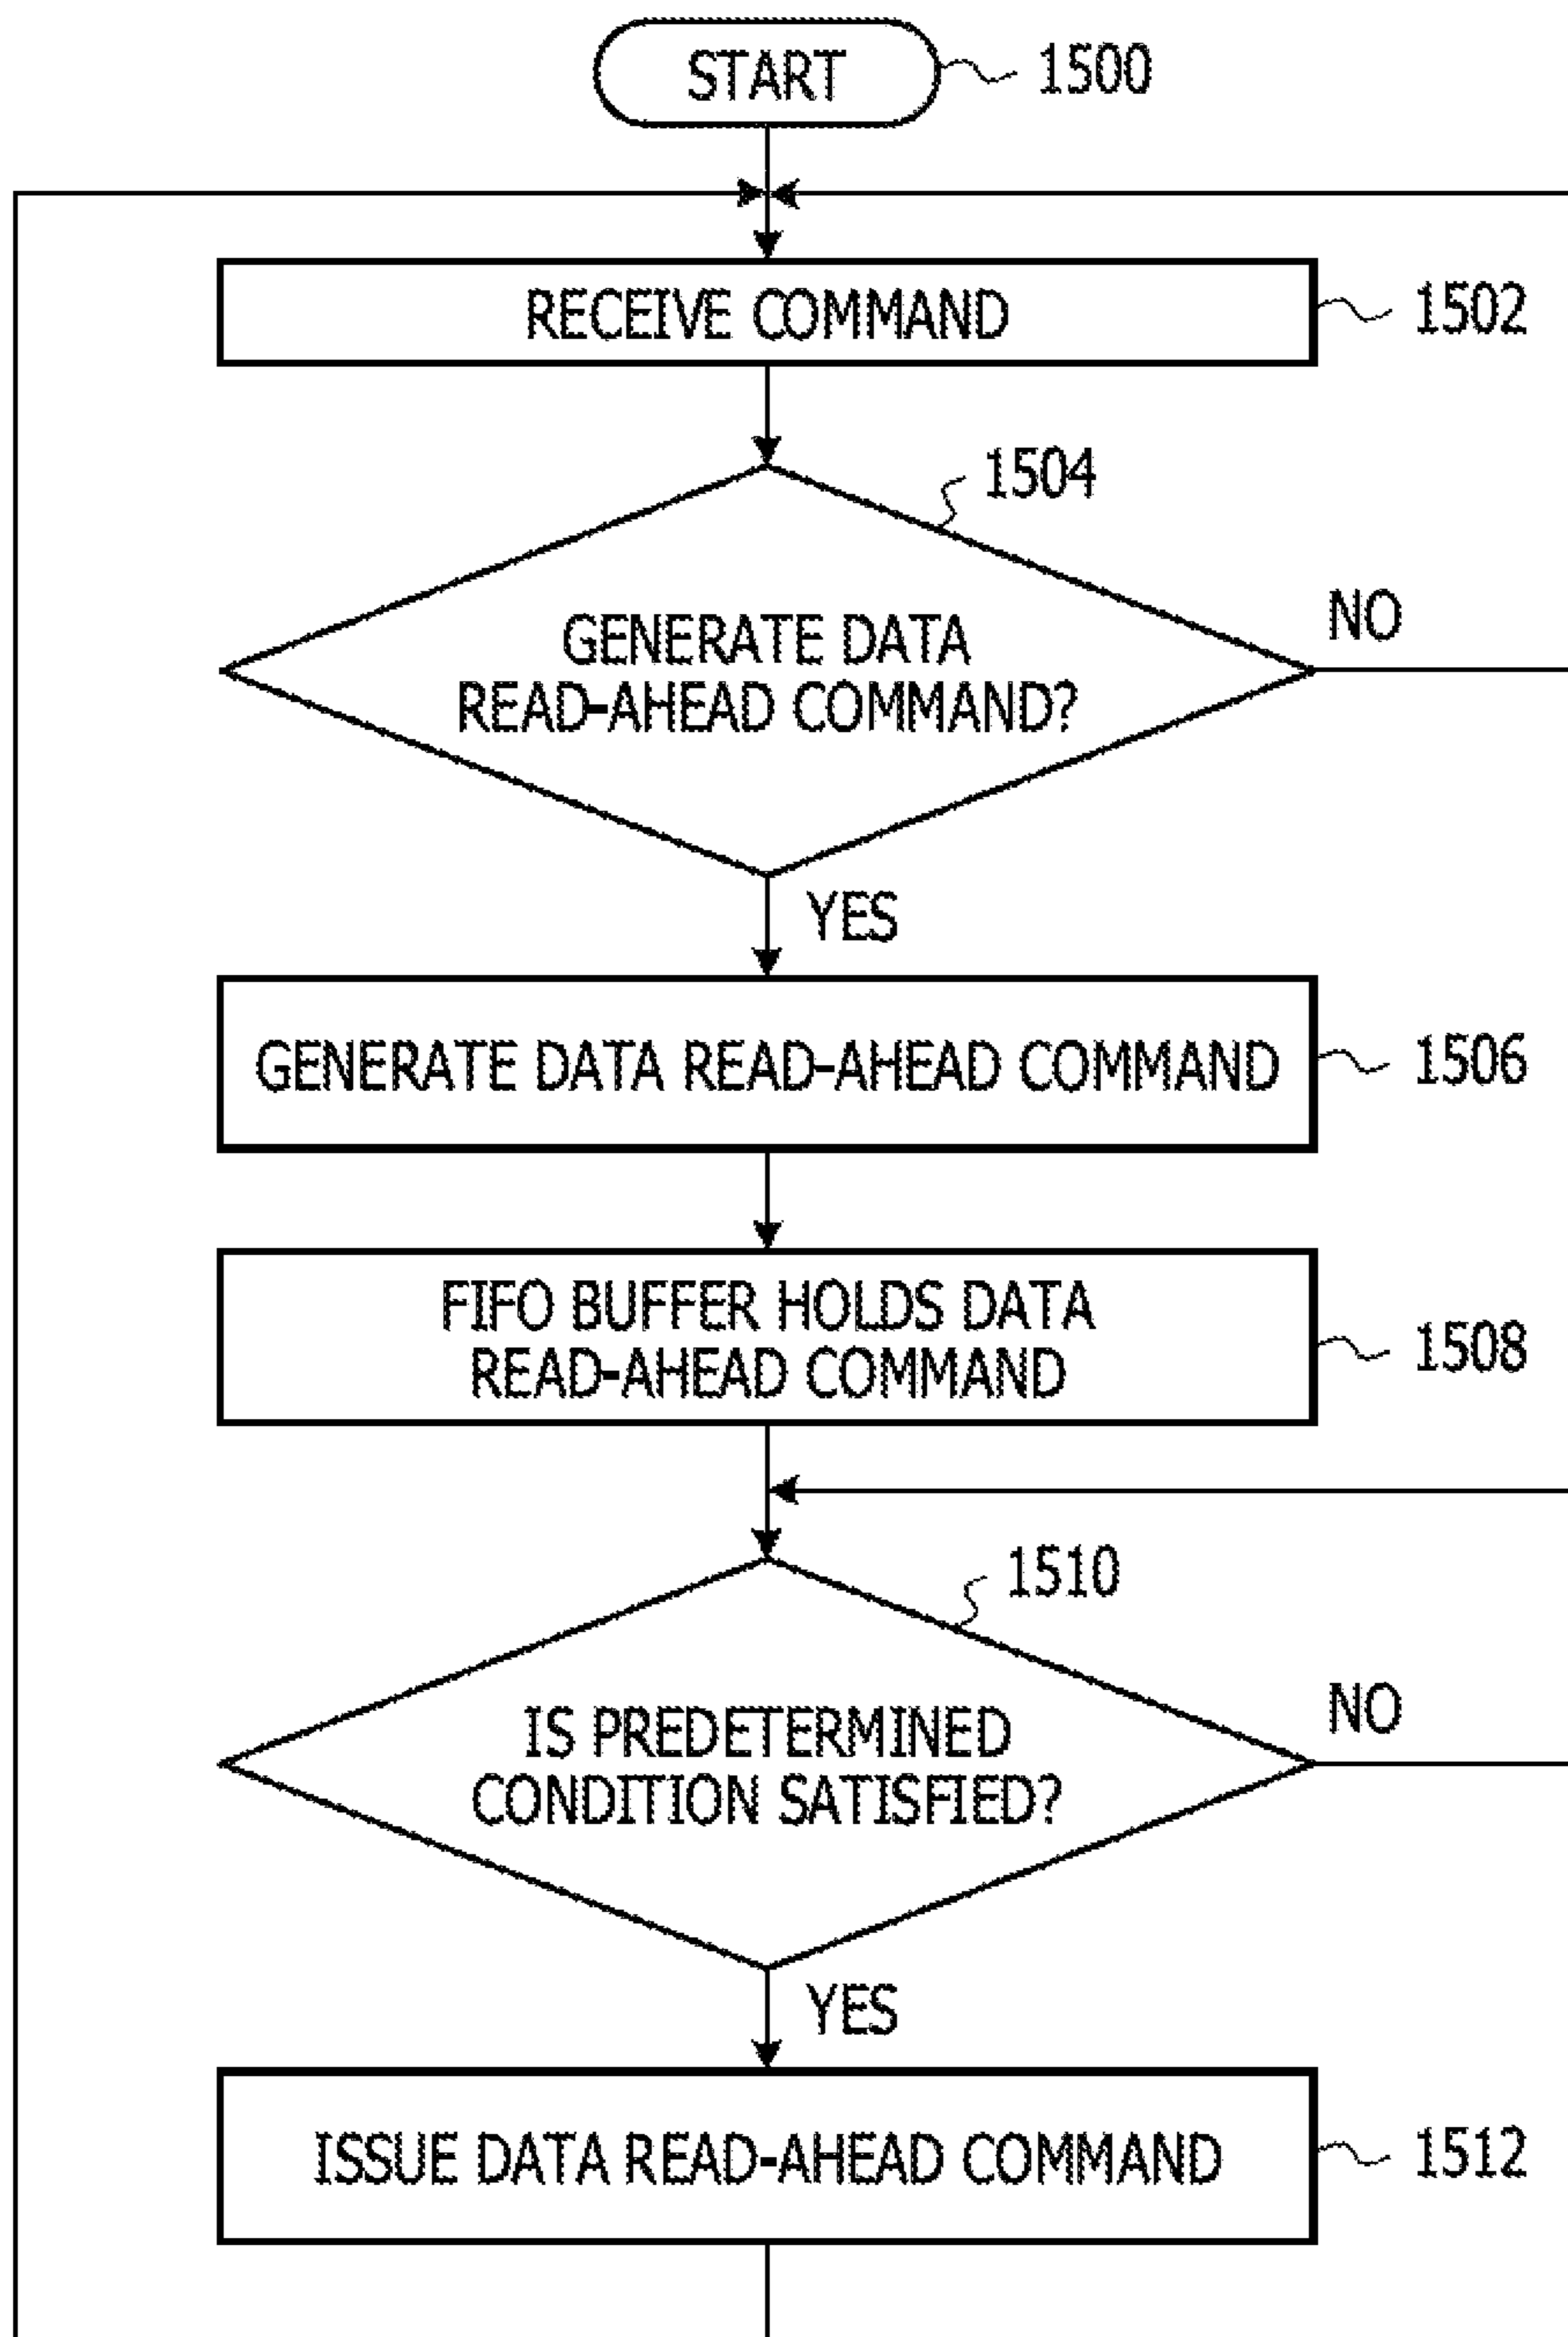 START
1500
RECEIVE COMMAND
1502
1504
GENERATE DATA
READ-AHEAD COMMAND?
NO
YES
GENERATE DATA READ-AHEAD COMMAND
1506
FIFO BUFFER HOLDS DATA
READ-AHEAD COMMAND
1508
1510
IS PREDETERMINED
CONDITION SATISFIED?
NO
YES
ISSUE DATA READ-AHEAD COMMAND
1512